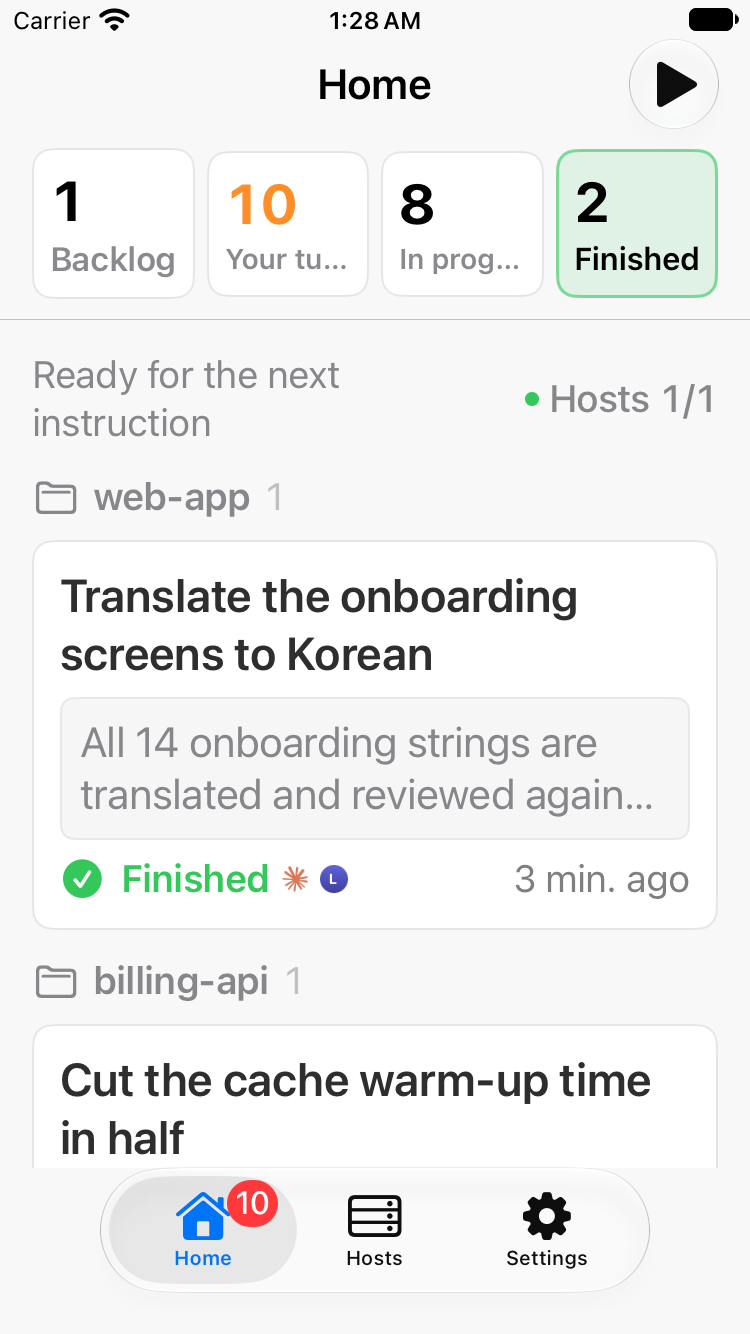 Carrier 1:28 AM
Home
1 10 8 2
Backlog Your tu... In prog... Finished
Ready for the next
instruction
Hosts 1/1
web-app 1
Translate the onboarding
screens to Korean
All 14 onboarding strings are
translated and reviewed again...
Finished L 3 min. ago
billing-api 1
Cut the cache warm-up time
in half
10
Home Hosts Settings